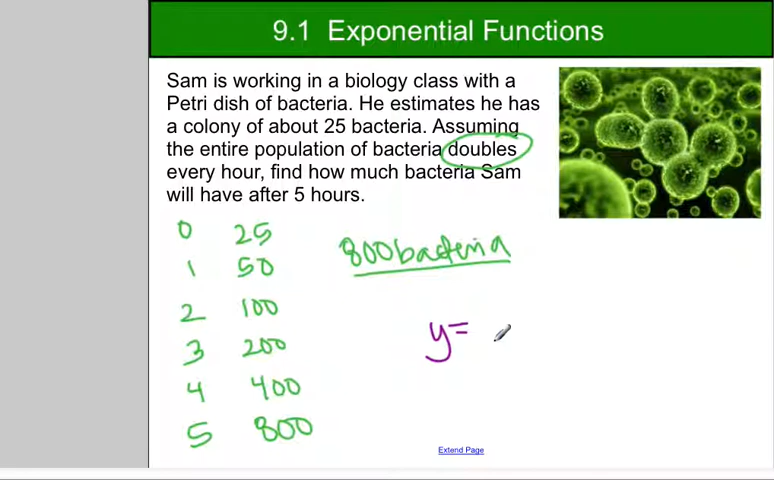 9.1 Exponential Functions
Sam is working in a biology class with a
Petri dish of bacteria. He estimates he has
a colony of about 25 bacteria. Assuming
the entire population of bacteria doubles
every hour, find how much bacteria Sam
will have after 5 hours.
0 25
1 50
2 100
3 200
4 400
5 800
800 bacteria
y=
Extend Page